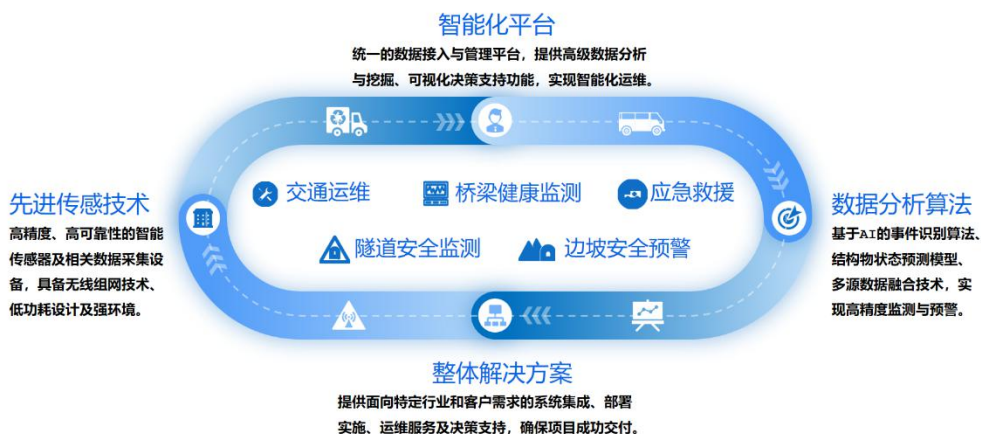 智能化平台
统一的数据接入与管理平台，提供高级数据分析
与挖掘、可视化决策支持功能，实现智能化运维。
先进传感技术
高精度、高可靠性的智能
传感器及相关数据采集设
备，具备无线组网技术、
低功耗设计及强环境。
交通运维
桥梁健康监测
应急救援
隧道安全监测
边坡安全预警
数据分析算法
基于AI的事件识别算法、
结构物状态预测模型、
多源数据融合技术，实
现高精度监测与预警。
整体解决方案
提供面向特定行业和客户需求的系统集成、部署
实施、运维服务及决策支持，确保项目成功交付。